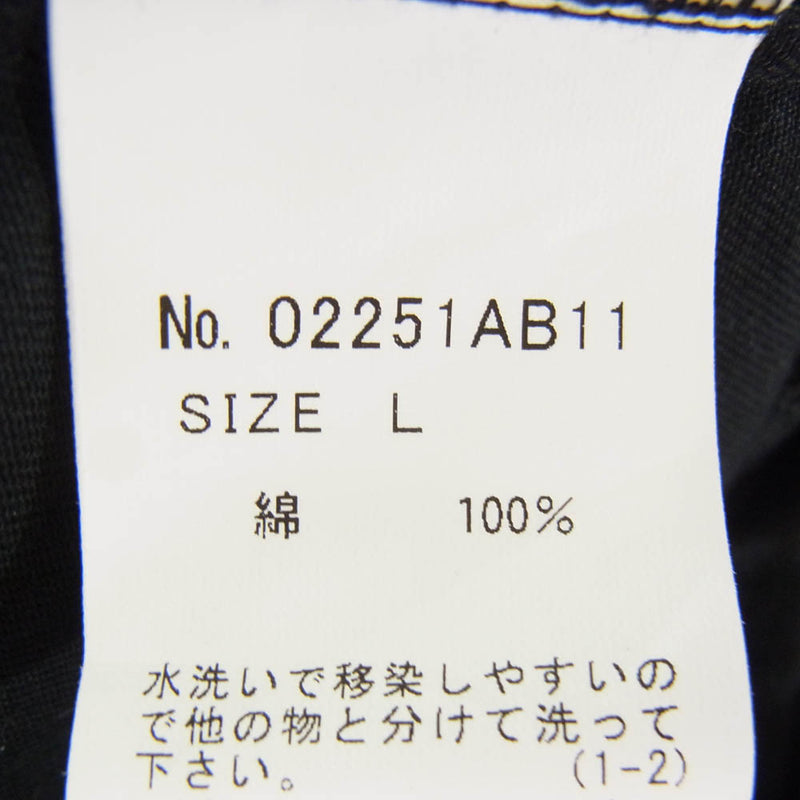 No. 02251AB11
SIZE L
綿 100%
水洗いで移染しやすいの
で他の物と分けて洗って
下さい。 (1-2)